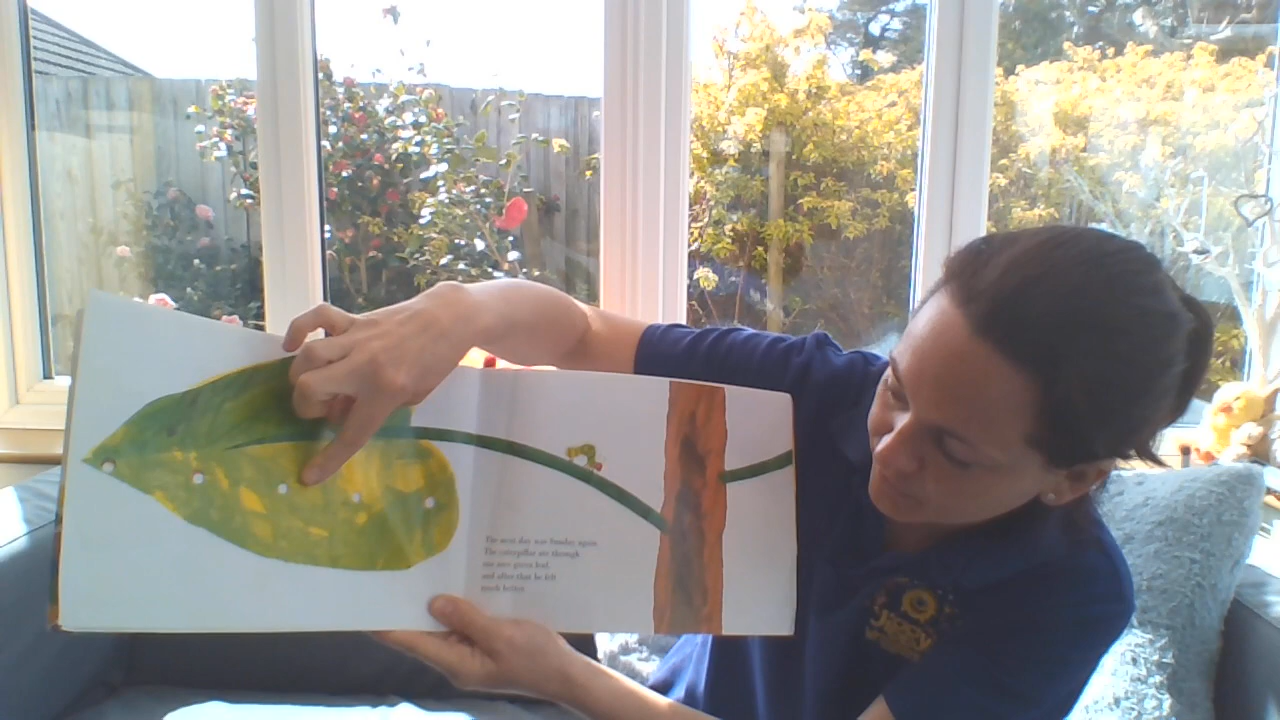 The next day was Sunday again.
The caterpillar ate through
one nice green leaf,
and after that he felt
much better.